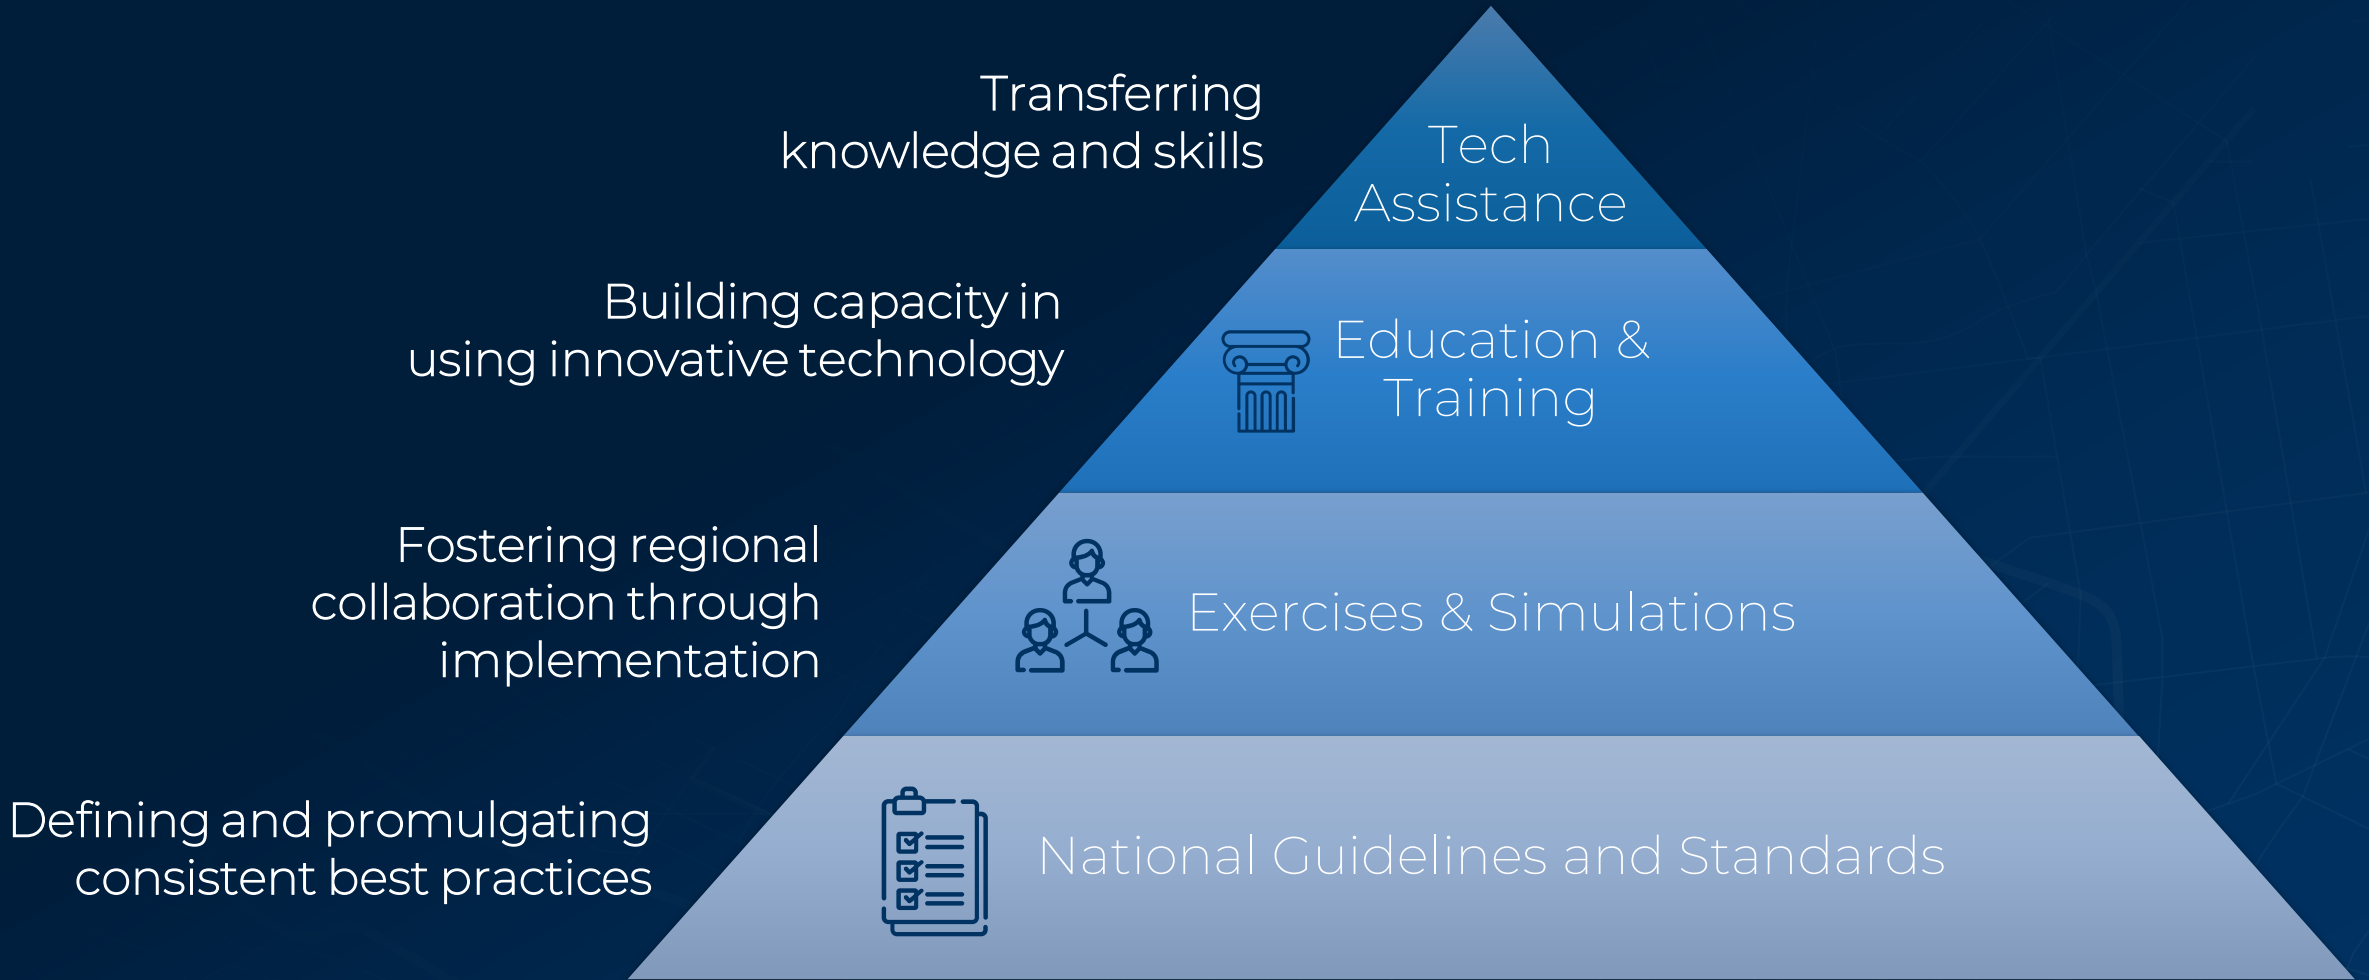 Transferring
knowledge and skills
Tech
Assistance
Building capacity in
using innovative technology
Education &
Training
Fostering regional
collaboration through
implementation
Exercises & Simulations
Defining and promulgating
consistent best practices
National Guidelines and Standards